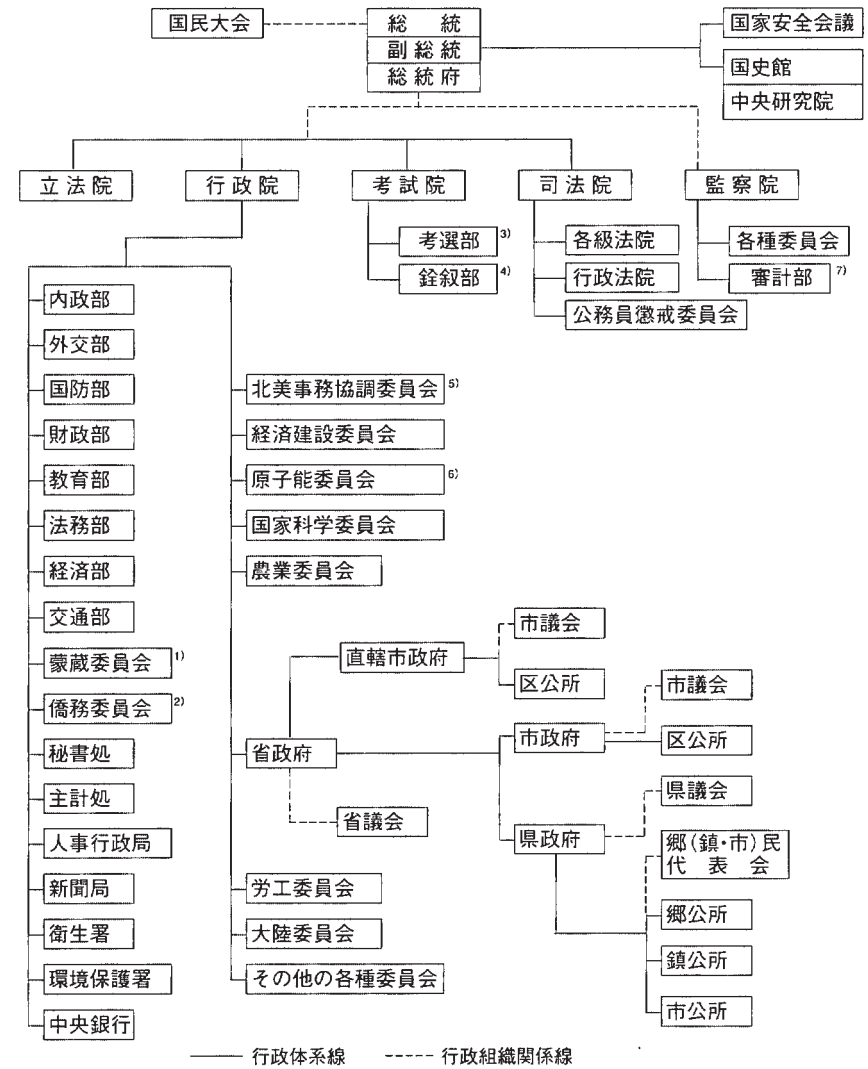 国民大会
総統
副総統
総統府
国家安全会議
国史館
中央研究院
立法院
行政院
考試院
司法院
監察院
考選部3)
銓叙部4)
各級法院
行政法院
公務員懲戒委員会
各種委員会
審計部7)
内政部
外交部
国防部
財政部
教育部
法務部
経済部
交通部
蒙蔵委員会1)
僑務委員会2)
秘書処
主計処
人事行政局
新聞局
衛生署
環境保護署
中央銀行
北美事務協調委員会5)
経済建設委員会
原子能委員会6)
国家科学委員会
農業委員会
省政府
労工委員会
大陸委員会
その他の各種委員会
直轄市政府
省議会
市議会
区公所
市政府
県政府
市議会
区公所
県議会
郷(鎮・市)民
代表会
郷公所
鎮公所
市公所
行政体系線
行政組織関係線